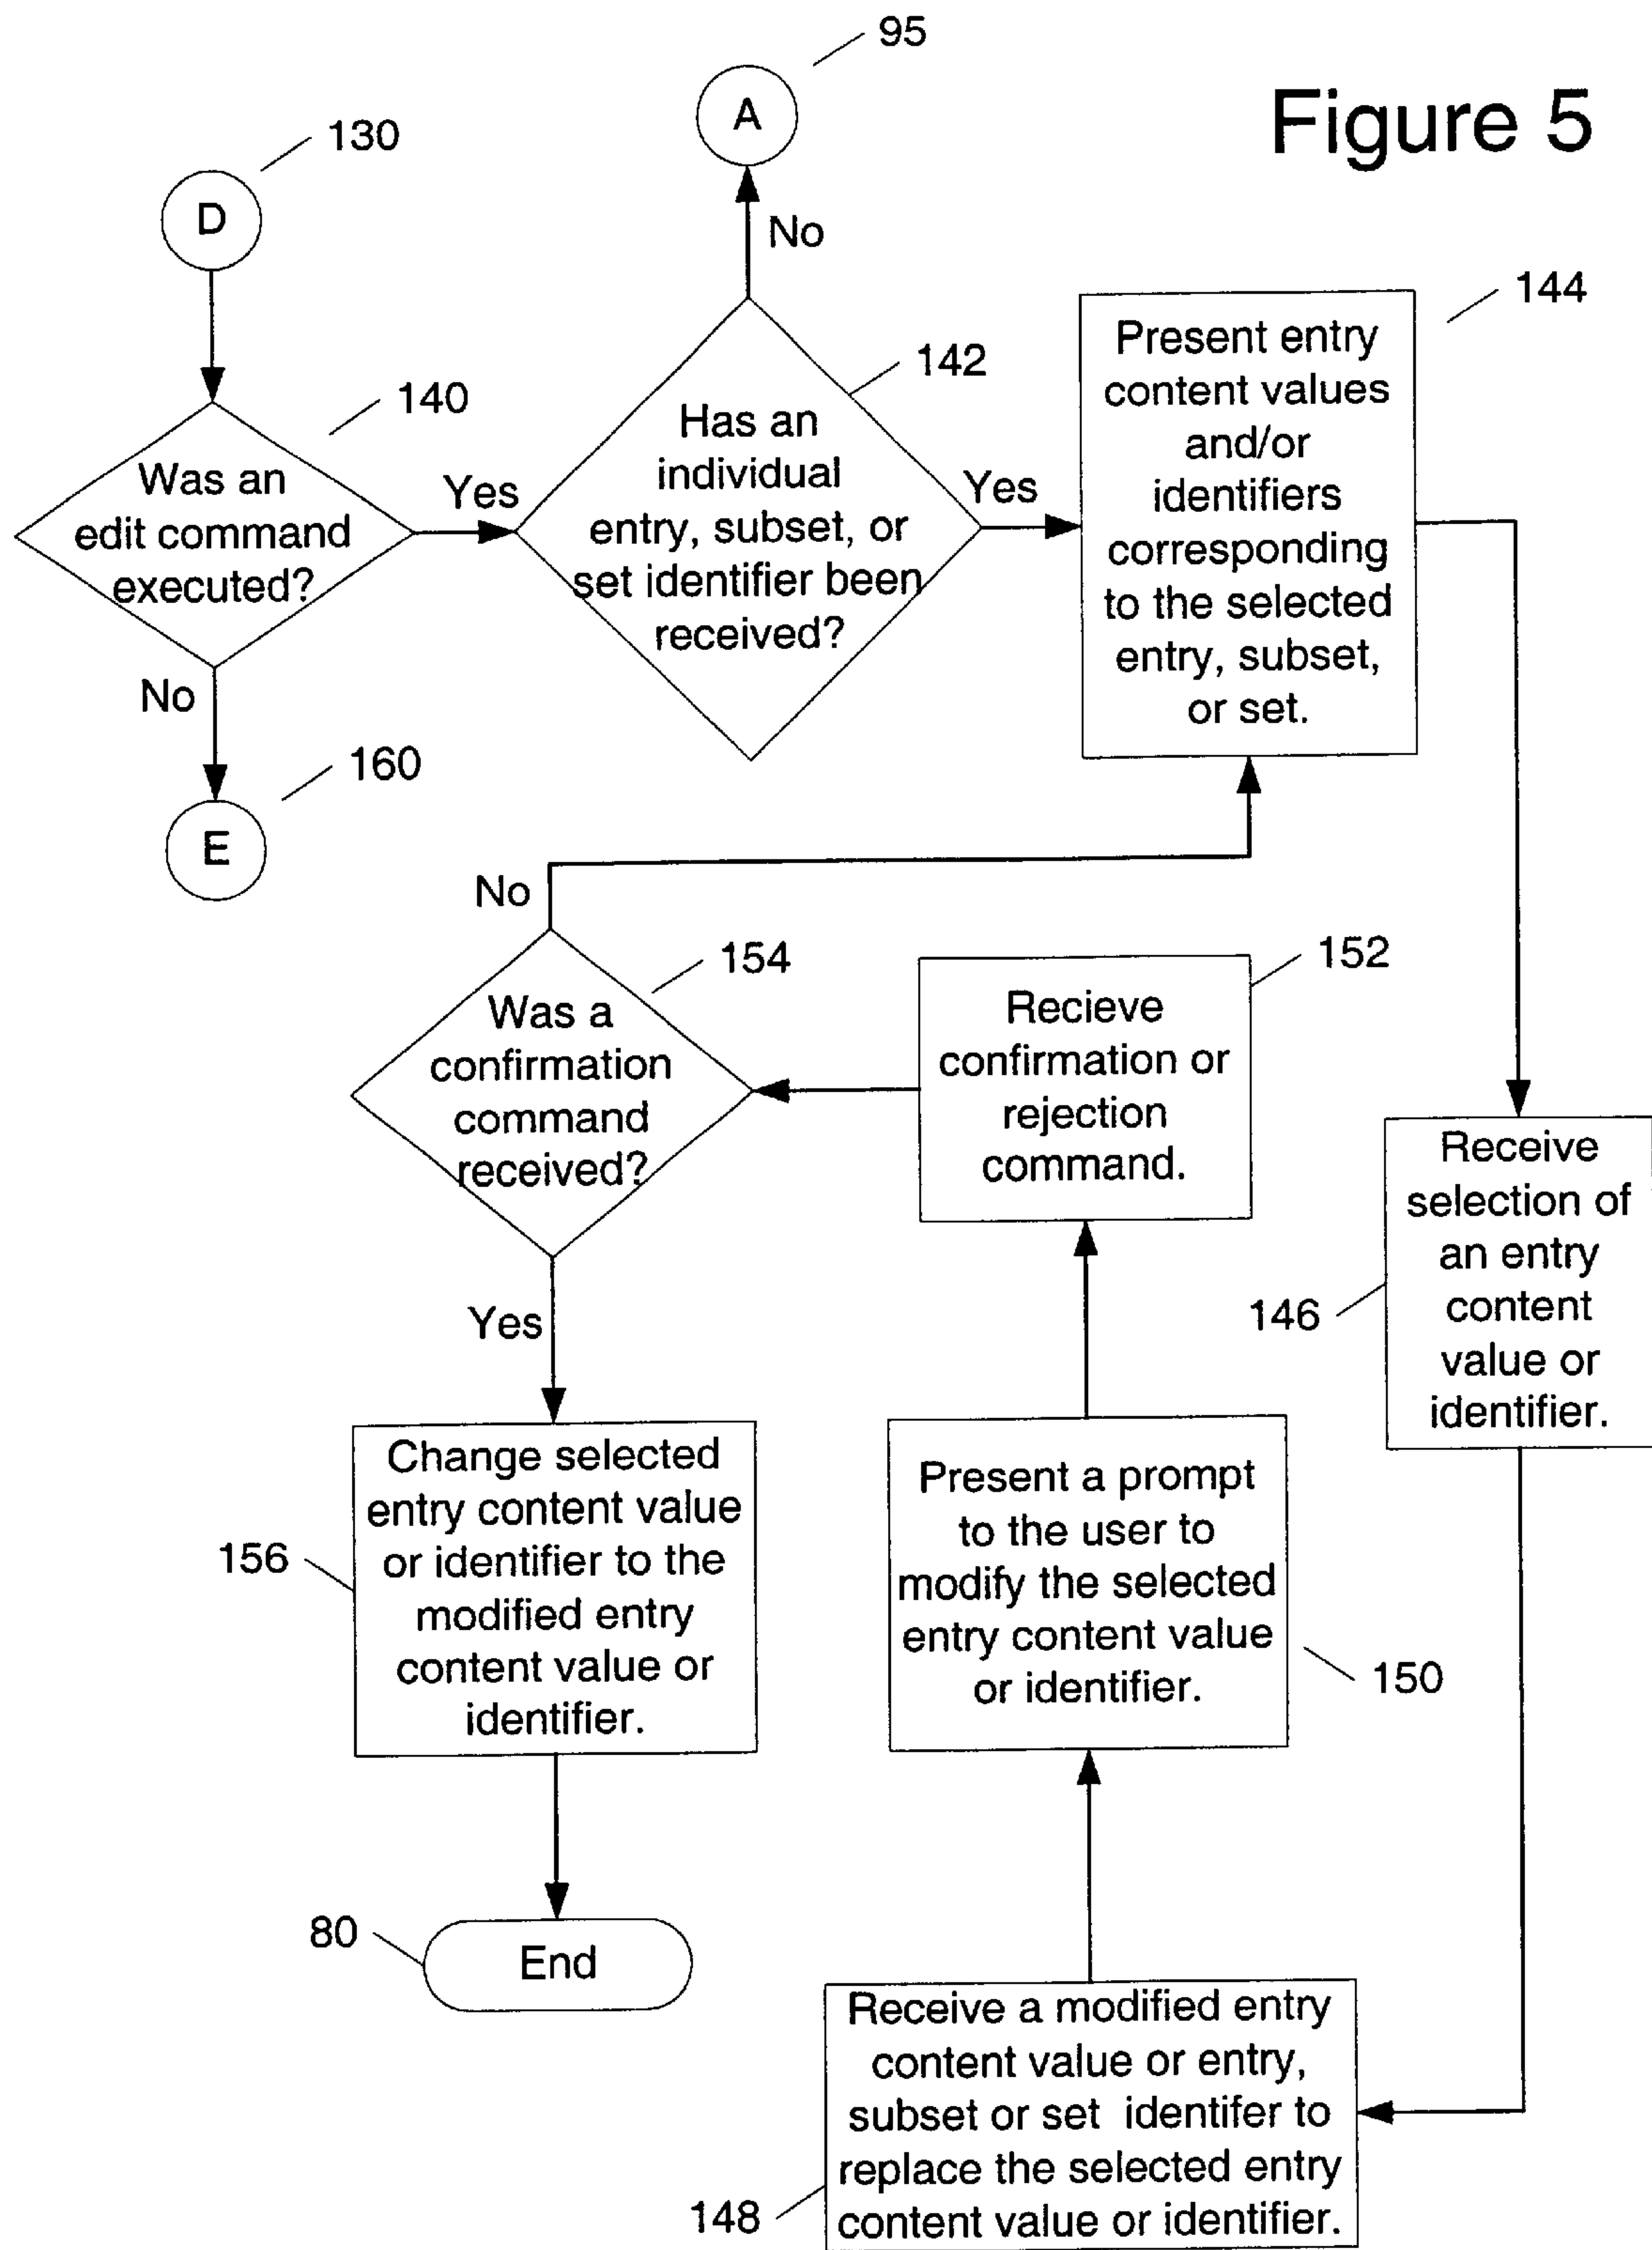 95
A
Figure 5
130
D
No
144
Present entry
content values
and/or
identifiers
corresponding
to the selected
entry, subset,
or set.
142
Has an
individual
entry, subset, or
set identifier been
received?
Yes
140
Was an
edit command
executed?
Yes
No
160
E
No
154
Was a
confirmation
command
received?
152
Recieve
confirmation or
rejection
command.
Receive
selection of
an entry
content
value or
identifier.
146
Yes
Change selected
entry content value
or identifier to the
modified entry
content value or
identifier.
156
Present a prompt
to the user to
modify the selected
entry content value
or identifier.
150
80
End
Receive a modified entry
content value or entry,
subset or set identifer to
replace the selected entry
content value or identifier.
148